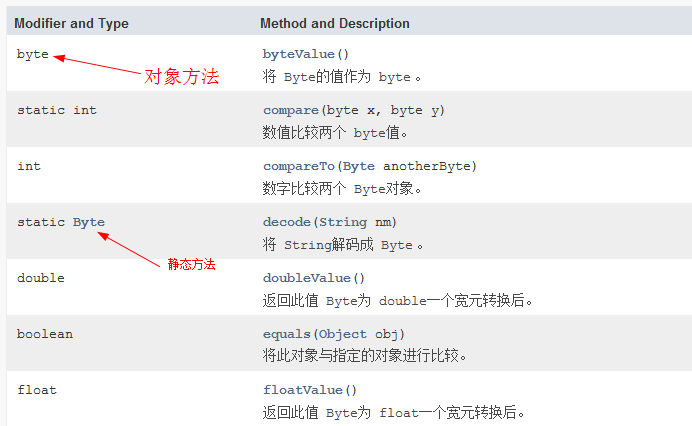 Modifier and Type Method and Description
byte byteValue()
对象方法
将 Byte的值作为 byte 。
static int compare(byte x, byte y)
数值比较两个 byte值。
int compareTo(Byte anotherByte)
数字比较两个 Byte对象。
static Byte decode(String nm)
将 String解码成 Byte 。
静态方法
double doubleValue()
返回此值 Byte为 double一个宽元转换后。
boolean equals(Object obj)
将此对象与指定的对象进行比较。
float floatValue()
返回此值 Byte为 float一个宽元转换后。